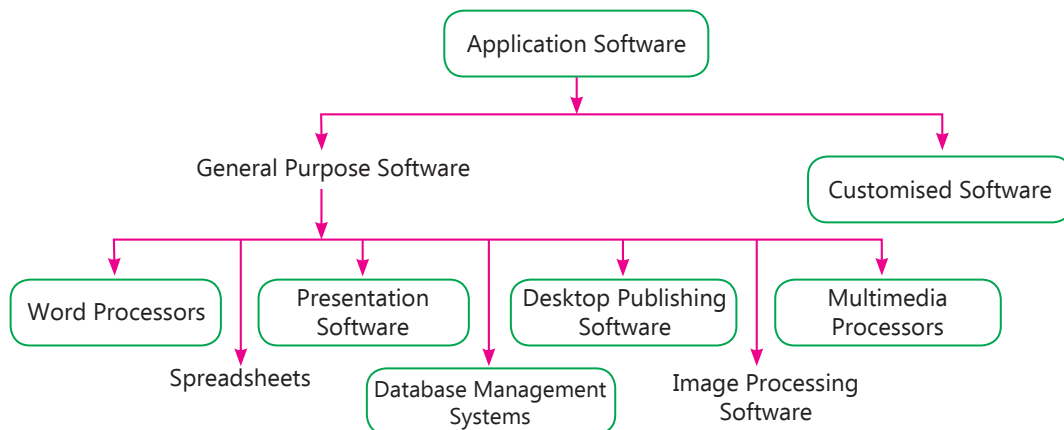 Application Software
General Purpose Software
Customised Software
Word Processors
Presentation
Software
Desktop Publishing
Software
Multimedia
Processors
Spreadsheets
Database Management
Systems
Image Processing
Software